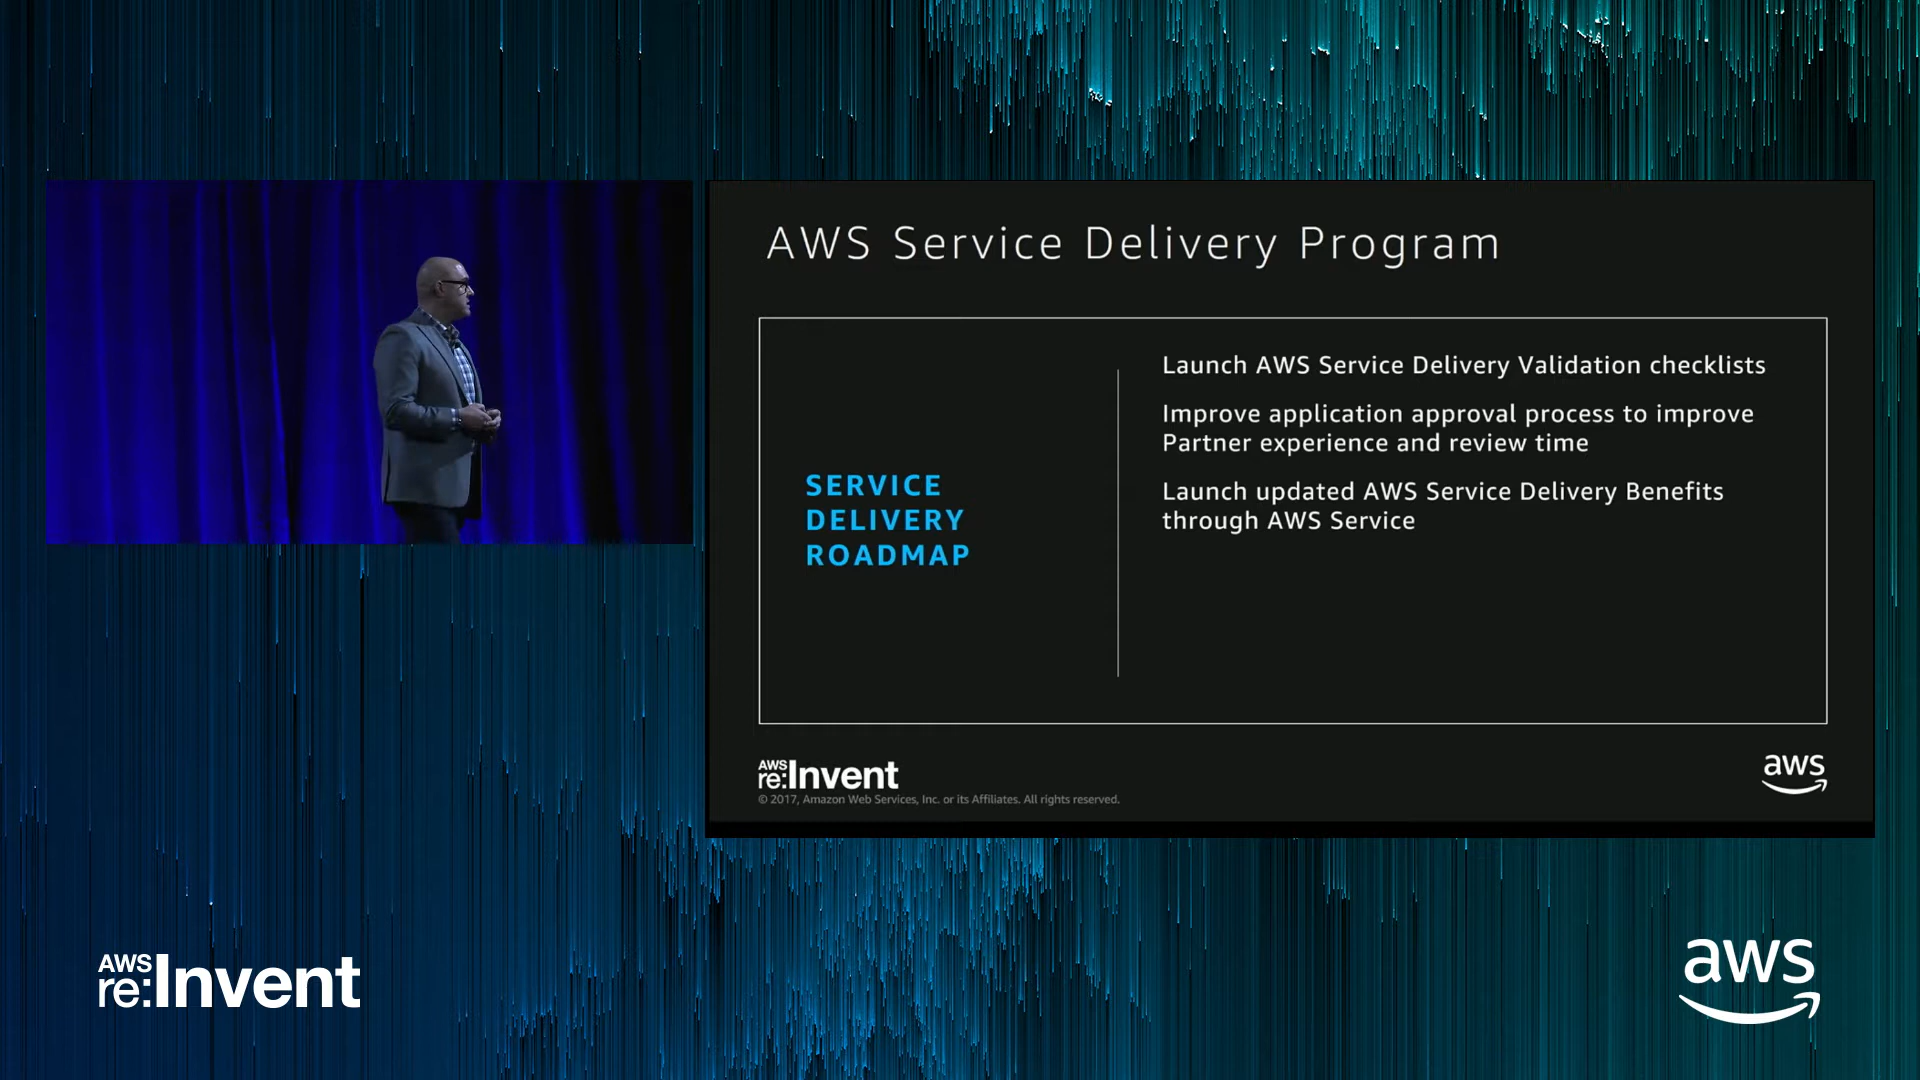 AWS Service Delivery Program
SERVICE
DELIVERY
ROADMAP
Launch AWS Service Delivery Validation checklists
Improve application approval process to improve
Partner experience and review time
Launch updated AWS Service Delivery Benefits
through AWS Service
AWS
re:Invent
© 2017, Amazon Web Services, Inc. or its Affiliates. All rights reserved.
aws
AWS
re:Invent
aws